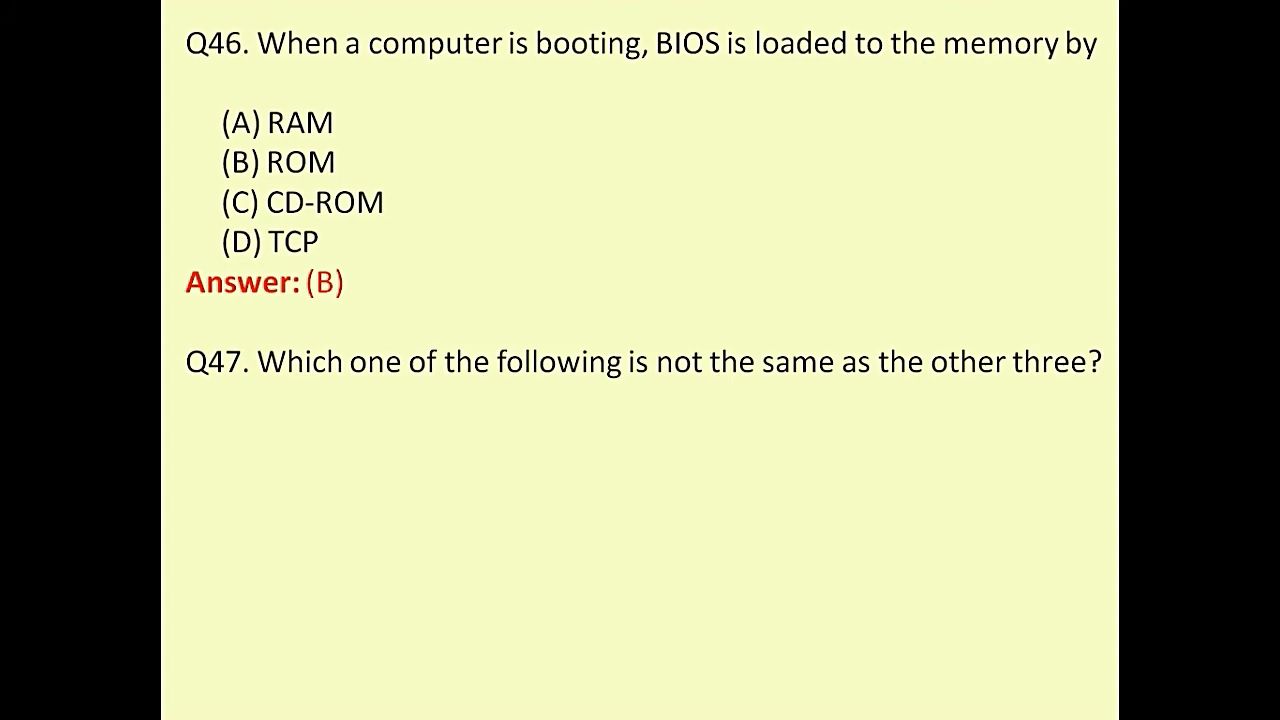 Q46. When a computer is booting, BIOS is loaded to the memory by
(A) RAM
(B) ROM
(C) CD-ROM
(D) TCP
Answer: (B)
Q47. Which one of the following is not the same as the other three?